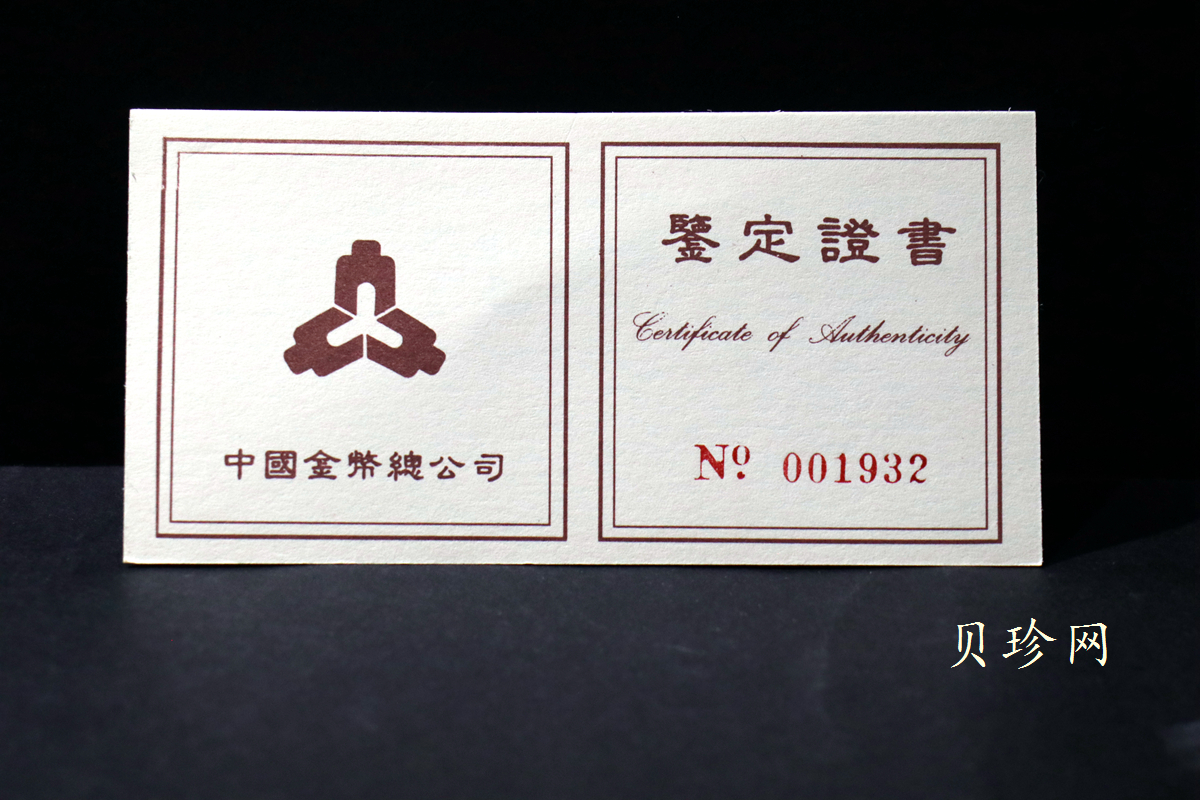 中國金幣總公司
鑒定證書
Certificate of Authenticity
Nº 001932
贝珍网